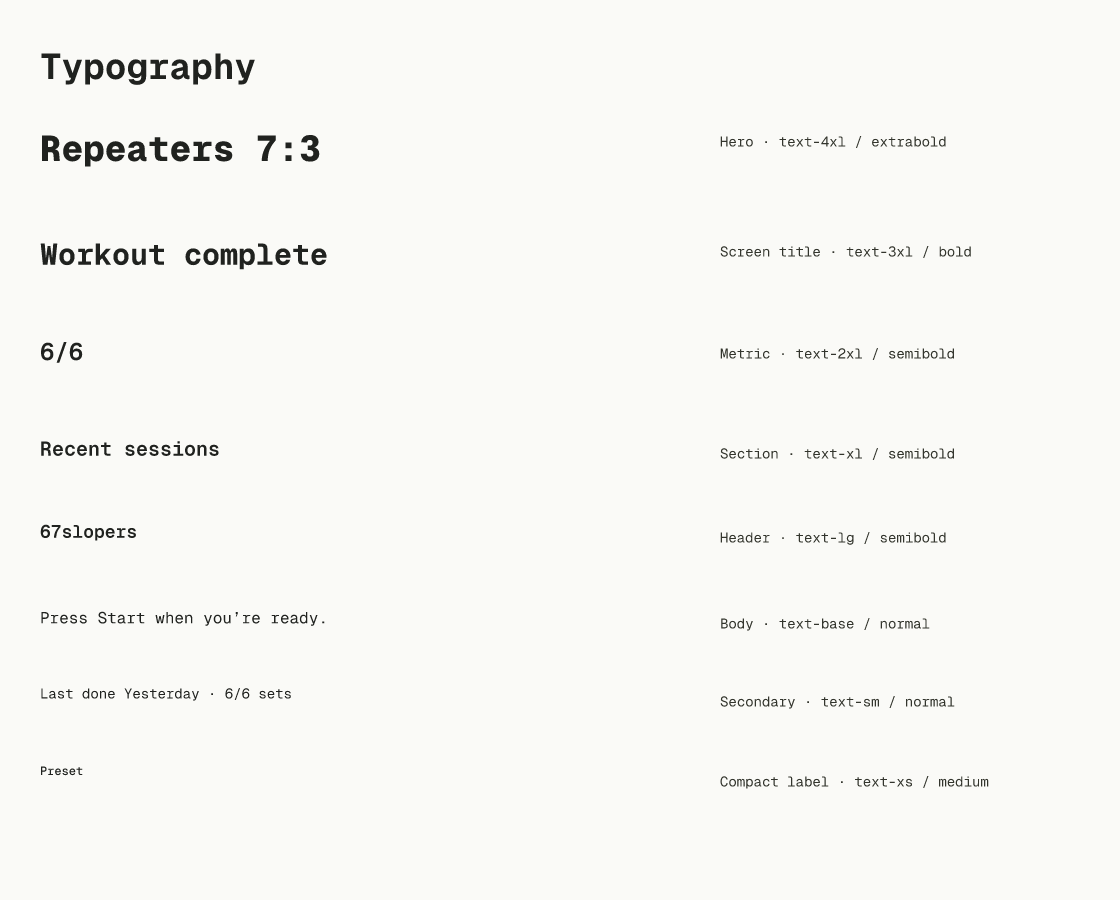 Typography
Repeaters 7:3
Hero · text-4xl / extrabold
Workout complete
Screen title · text-3xl / bold
6/6
Metric · text-2xl / semibold
Recent sessions
Section · text-xl / semibold
67slopers
Header · text-lg / semibold
Press Start when you’re ready.
Body · text-base / normal
Last done Yesterday · 6/6 sets
Secondary · text-sm / normal
Preset
Compact label · text-xs / medium